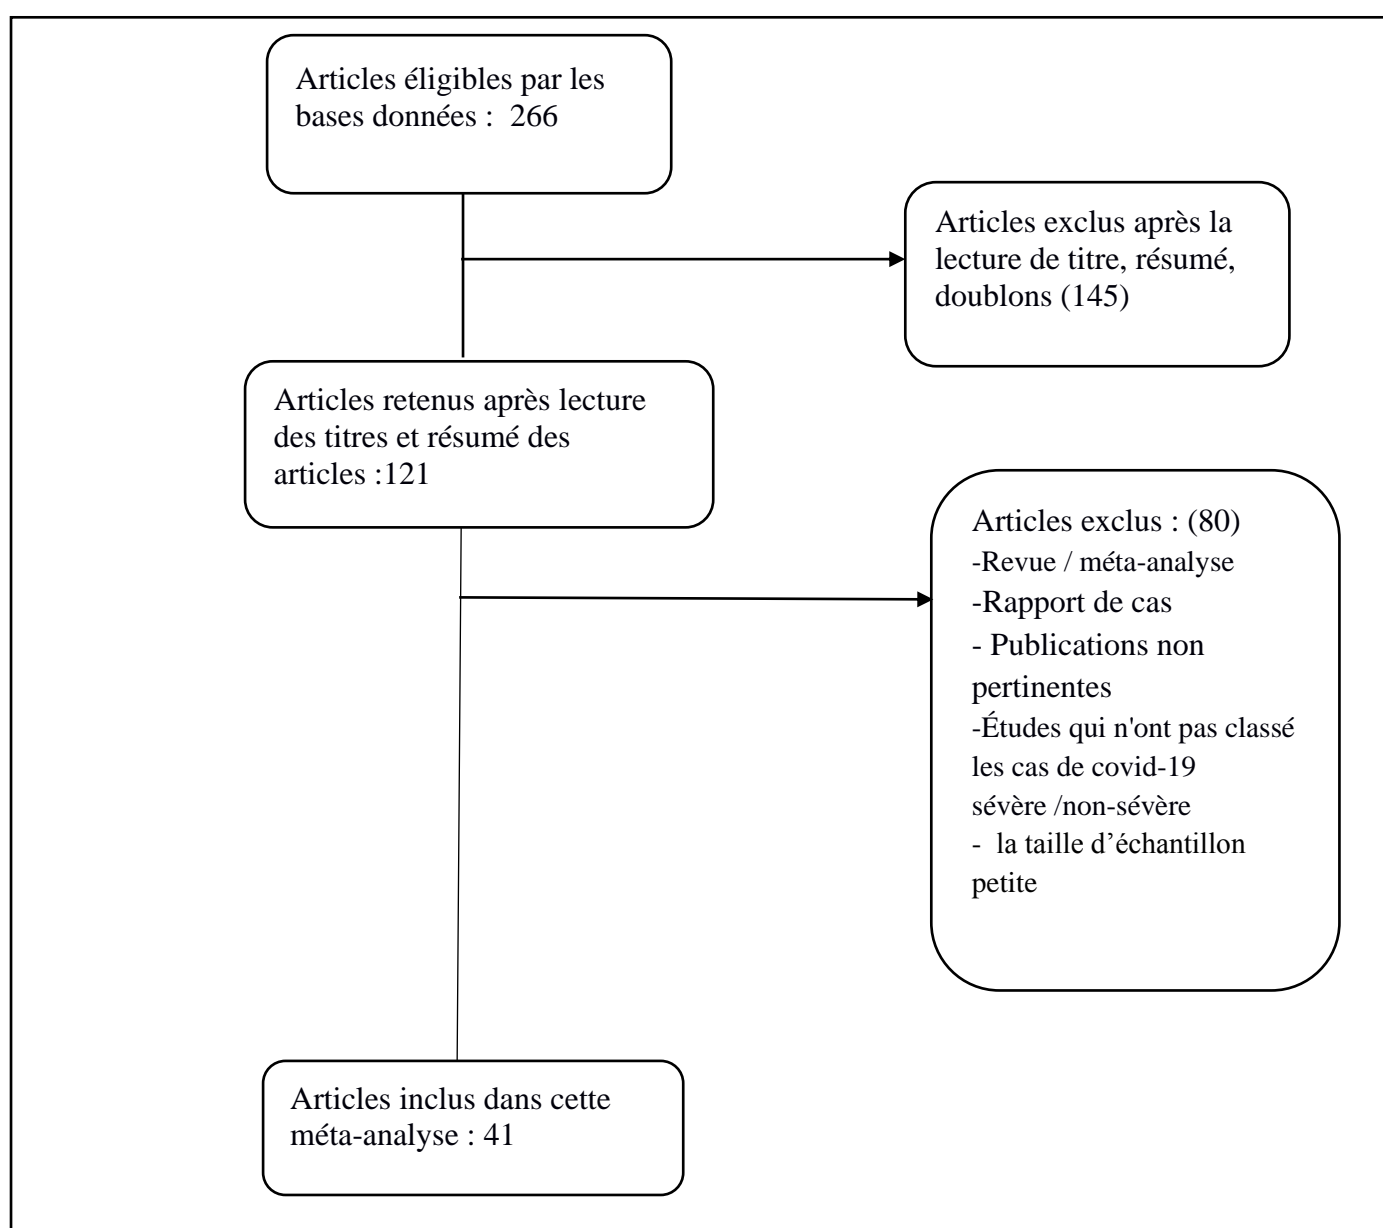 Articles éligibles par les
bases données :  266
Articles exclus après la
lecture de titre, résumé,
doublons (145)
Articles retenus après lecture
des titres et résumé des
articles :121
Articles exclus : (80)
-Revue / méta-analyse
-Rapport de cas
- Publications non
pertinentes
-Études qui n'ont pas classé
les cas de covid-19
sévère /non-sévère
-  la taille d’échantillon
petite
Articles inclus dans cette
méta-analyse : 41